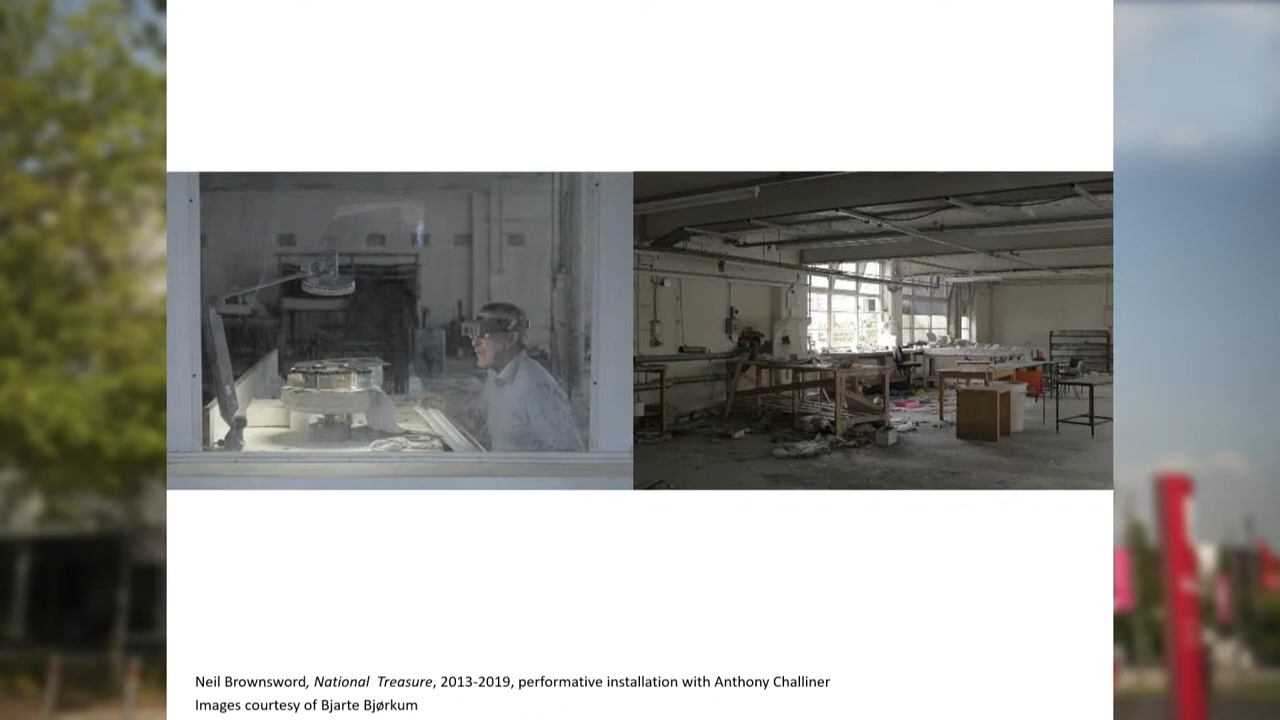 Neil Brownsword, National Treasure, 2013-2019, performative installation with Anthony Challiner
Images courtesy of Bjarte Bjørkum